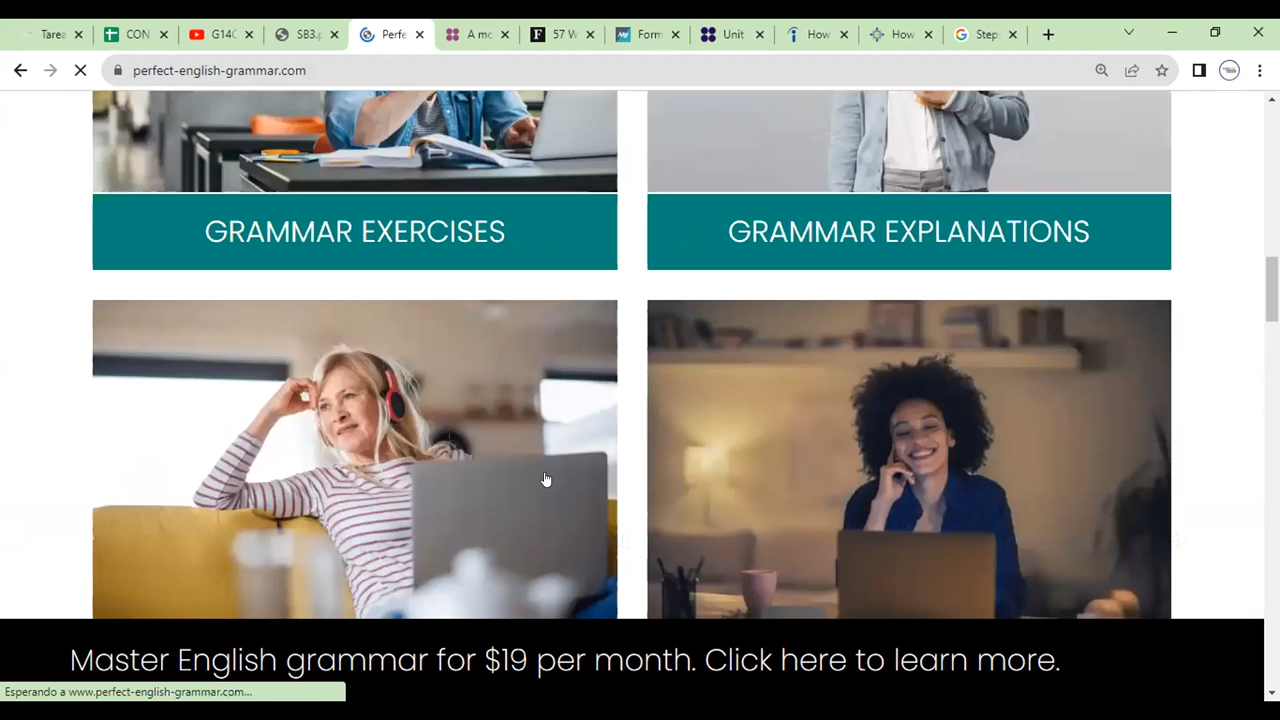 Tarea
CON
G14C
SB3.p
Perfe
A mo
57 W
Form
Unit
How
How
Step:
perfect-english-grammar.com
GRAMMAR EXERCISES
GRAMMAR EXPLANATIONS
Master English grammar for $19 per month. Click here to learn more.
Esperando a www.perfect-english-grammar.com...